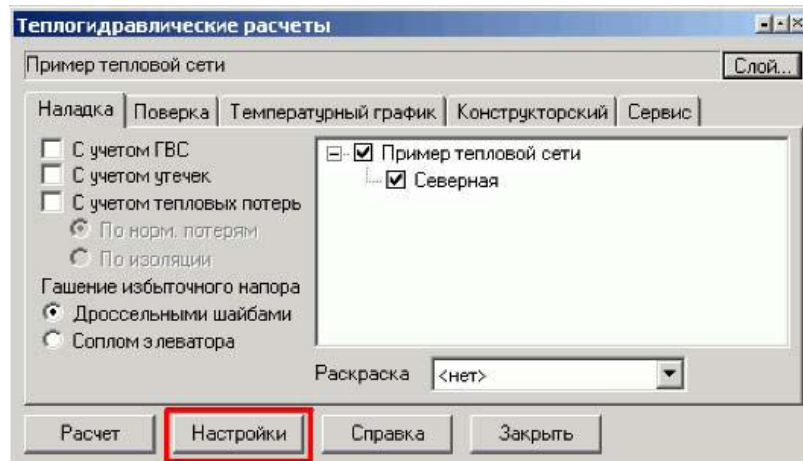 Теплогидравлические расчеты
Пример тепловой сети
Слой...
Наладка Поверка Температурный график Конструкторский Сервис
С учетом ГВС
С учетом утечек
С учетом тепловых потерь
По норм. потерям
По изоляции
Гашение избыточного напора
Дроссельными шайбами
Соплом элеватора
Пример тепловой сети
Северная
Раскраска <нет>
Расчет Настройки Справка Закрыть